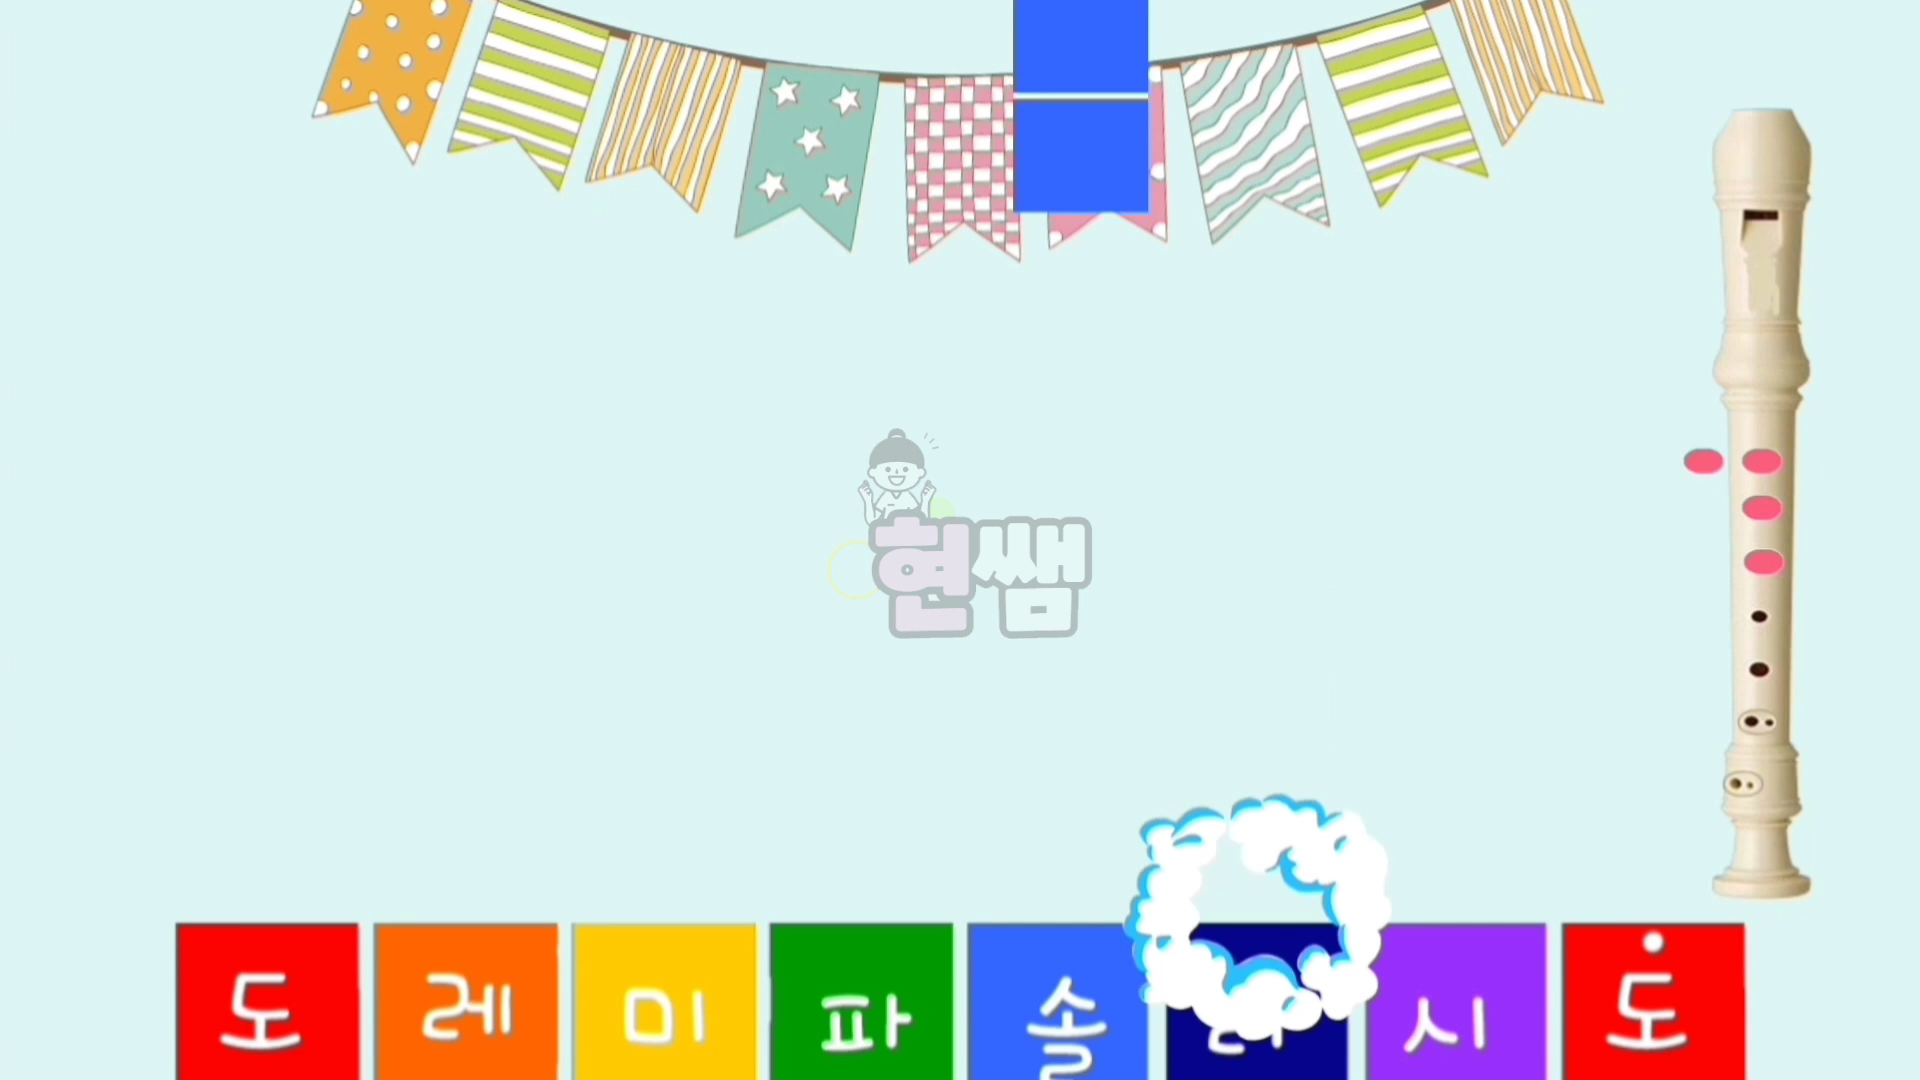 현쌤
도 레 미 파 솔 시 도